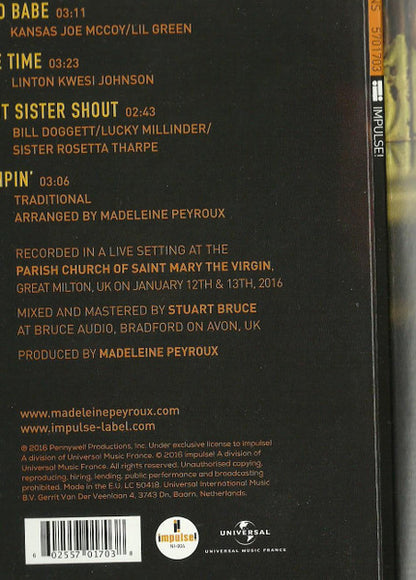 O BABE 03:11
KANSAS JOE MCCOY/LIL GREEN
E TIME 03:23
LINTON KWESI JOHNSON
T SISTER SHOUT 02:43
BILL DOGGETT/LUCKY MILLINDER/
SISTER ROSETTA THARPE
PIN' 03:06
TRADITIONAL
ARRANGED BY MADELEINE PEYROUX
RECORDED IN A LIVE SETTING AT THE
PARISH CHURCH OF SAINT MARY THE VIRGIN,
GREAT MILTON, UK ON JANUARY 12TH & 13TH, 2016
MIXED AND MASTERED BY STUART BRUCE
AT BRUCE AUDIO, BRADFORD ON AVON, UK
PRODUCED BY MADELEINE PEYROUX
www.madeleinepeyroux.com
www.impulse-label.com
℗ 2016 Pennywell Productions, Inc. Under exclusive license to impulse!
A division of Universal Music France. © 2016 impulse! A division of
Universal Music France. All rights reserved. Unauthorised copying,
reproducing, hiring, lending, public performance and broadcasting
prohibited. Made in the E.U. LC 50418. Universal International Music
B.V. Gerrit Van Der Veenlaan 4, 3743 Dn, Baarn, Netherlands.
6 02557 01703 8
impulse!
UNIVERSAL
UNIVERSAL MUSIC FRANCE
5701703
IMPULSE!